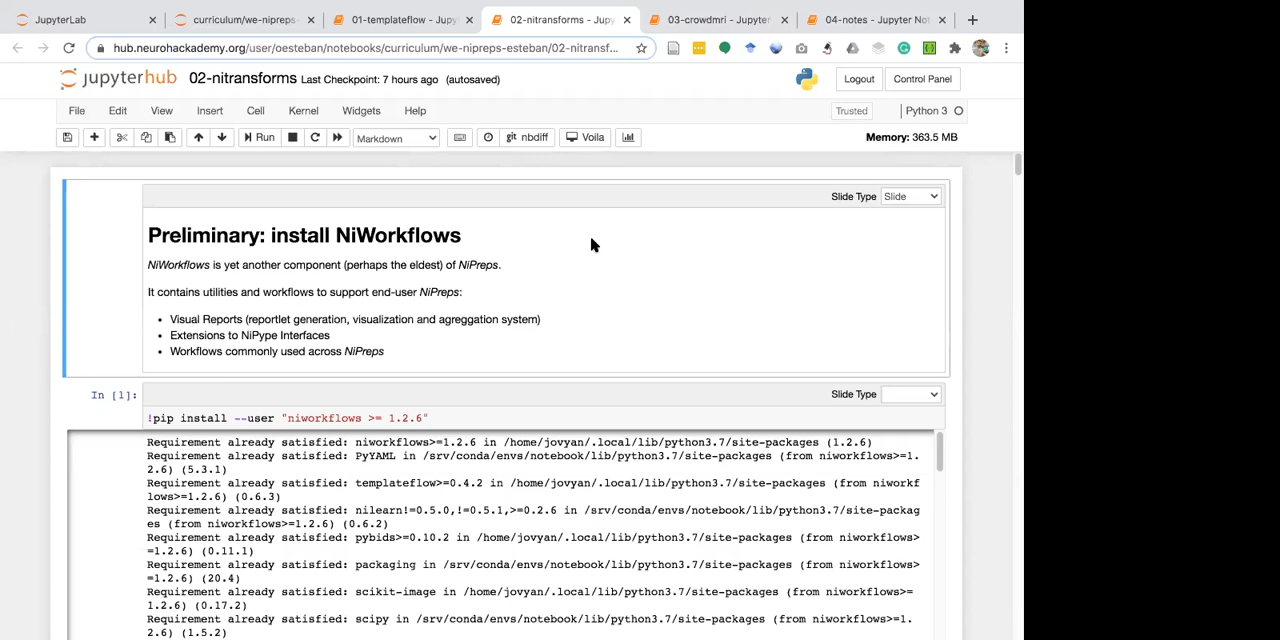 JupyterLab
curriculum/we-nipreps-
01-templateflow - Jupy
02-nitransforms - Jupy
03-crowdmri - Jupyter
04-notes - Jupyter Not
hub.neurohackademy.org/user/oesteban/notebooks/curriculum/we-nipreps-esteban/02-nitransf...
jupyterhub 02-nitransforms Last Checkpoint: 7 hours ago (autosaved)
Logout
Control Panel
File Edit View Insert Cell Kernel Widgets Help
Trusted
Python 3
Run
Markdown
git nbdiff
Voila
Memory: 363.5 MB
Slide Type Slide
Preliminary: install NiWorkflows
NiWorkflows is yet another component (perhaps the eldest) of NiPreps.
It contains utilities and workflows to support end-user NiPreps:
• Visual Reports (reportlet generation, visualization and agreggation system)
• Extensions to NiPype Interfaces
• Workflows commonly used across NiPreps
In [1]:
Slide Type
!pip install --user "niworkflows >= 1.2.6"
Requirement already satisfied: niworkflows>=1.2.6 in /home/jovyan/.local/lib/python3.7/site-packages (1.2.6)
Requirement already satisfied: PyYAML in /srv/conda/envs/notebook/lib/python3.7/site-packages (from niworkflows>=1.
2.6) (5.3.1)
Requirement already satisfied: templateflow>=0.4.2 in /home/jovyan/.local/lib/python3.7/site-packages (from niworkf
lows>=1.2.6) (0.6.3)
Requirement already satisfied: nilearn!=0.5.0,!=0.5.1,>=0.2.6 in /srv/conda/envs/notebook/lib/python3.7/site-packag
es (from niworkflows>=1.2.6) (0.6.2)
Requirement already satisfied: pybids>=0.10.2 in /home/jovyan/.local/lib/python3.7/site-packages (from niworkflows>
=1.2.6) (0.11.1)
Requirement already satisfied: packaging in /srv/conda/envs/notebook/lib/python3.7/site-packages (from niworkflows>
=1.2.6) (20.4)
Requirement already satisfied: scikit-image in /home/jovyan/.local/lib/python3.7/site-packages (from niworkflows>=
1.2.6) (0.17.2)
Requirement already satisfied: scipy in /srv/conda/envs/notebook/lib/python3.7/site-packages (from niworkflows>=1.
2.6) (1.5.2)